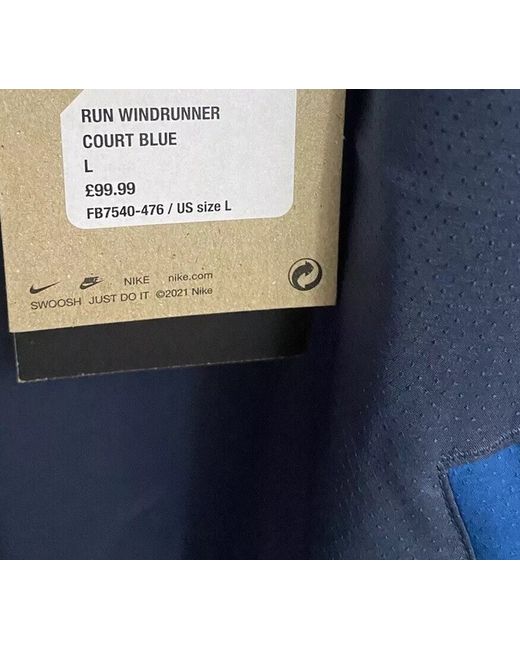 RUN WINDRUNNER
COURT BLUE
L
£99.99
FB7540-476 / US size L
NIKE nike.com
SWOOSH JUST DO IT ©2021 Nike